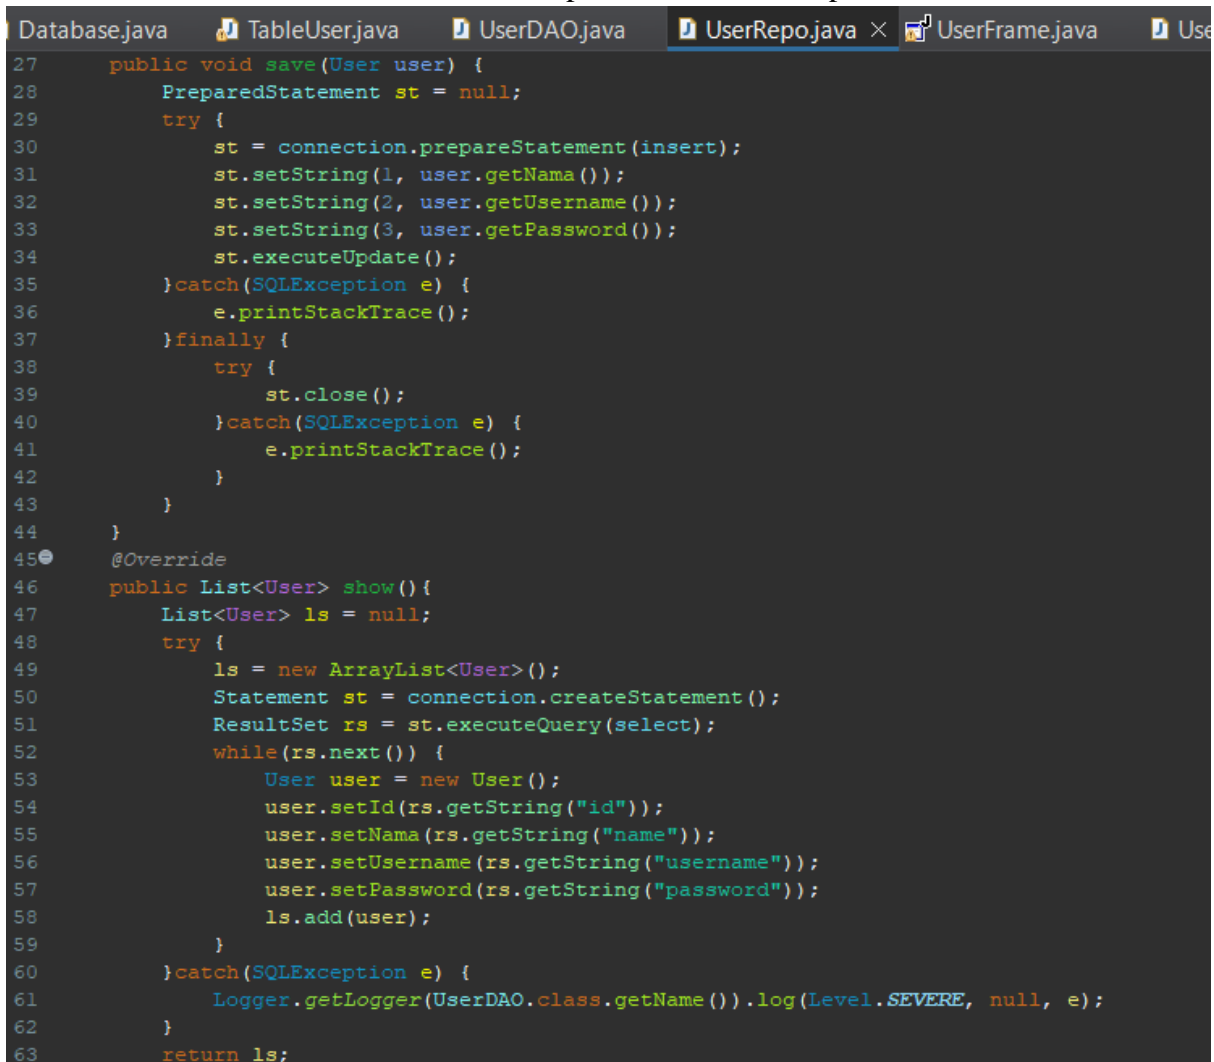 Database.java TableUser.java UserDAO.java UserRepo.java × UserFrame.java Use
27 public void save(User user) {
28 PreparedStatement st = null;
29 try {
30 st = connection.prepareStatement(insert);
31 st.setString(1, user.getNama());
32 st.setString(2, user.getUsername());
33 st.setString(3, user.getPassword());
34 st.executeUpdate();
35 }catch(SQLException e) {
36 e.printStackTrace();
37 }finally {
38 try {
39 st.close();
40 }catch(SQLException e) {
41 e.printStackTrace();
42 }
43 }
44 }
45 @Override
46 public List<User> show(){
47 List<User> ls = null;
48 try {
49 ls = new ArrayList<User>();
50 Statement st = connection.createStatement();
51 ResultSet rs = st.executeQuery(select);
52 while(rs.next()) {
53 User user = new User();
54 user.setId(rs.getString("id"));
55 user.setNama(rs.getString("name"));
56 user.setUsername(rs.getString("username"));
57 user.setPassword(rs.getString("password"));
58 ls.add(user);
59 }
60 }catch(SQLException e) {
61 Logger.getLogger(UserDAO.class.getName()).log(Level.SEVERE, null, e);
62 }
63 return ls;